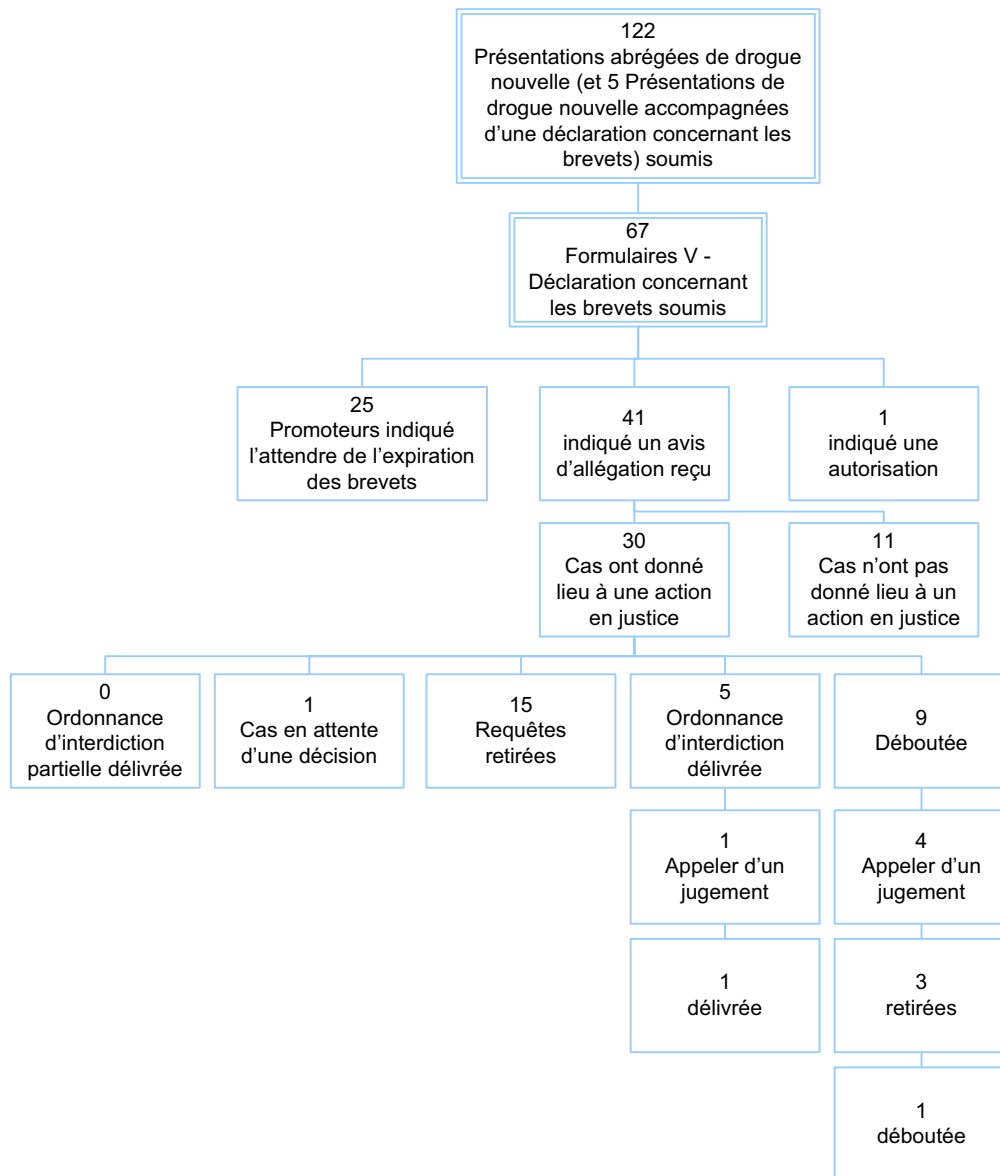 122
Présentations abrégées de drogue
nouvelle (et 5 Présentations de
drogue nouvelle accompagnées
d’une déclaration concernant les
brevets) soumis
67
Formulaires V -
Déclaration concernant
les brevets soumis
25
Promoteurs indiqué
l’attendre de l’expiration
des brevets
41
indiqué un avis
d’allégation reçu
1
indiqué une
autorisation
30
Cas ont donné
lieu à une action
en justice
11
Cas n’ont pas
donné lieu à un
action en justice
0
Ordonnance
d’interdiction
partielle délivrée
1
Cas en attente
d’une décision
15
Requêtes
retirées
5
Ordonnance
d’interdiction
délivrée
9
Déboutée
1
Appeler d’un
jugement
4
Appeler d’un
jugement
1
délivrée
3
retirées
1
déboutée